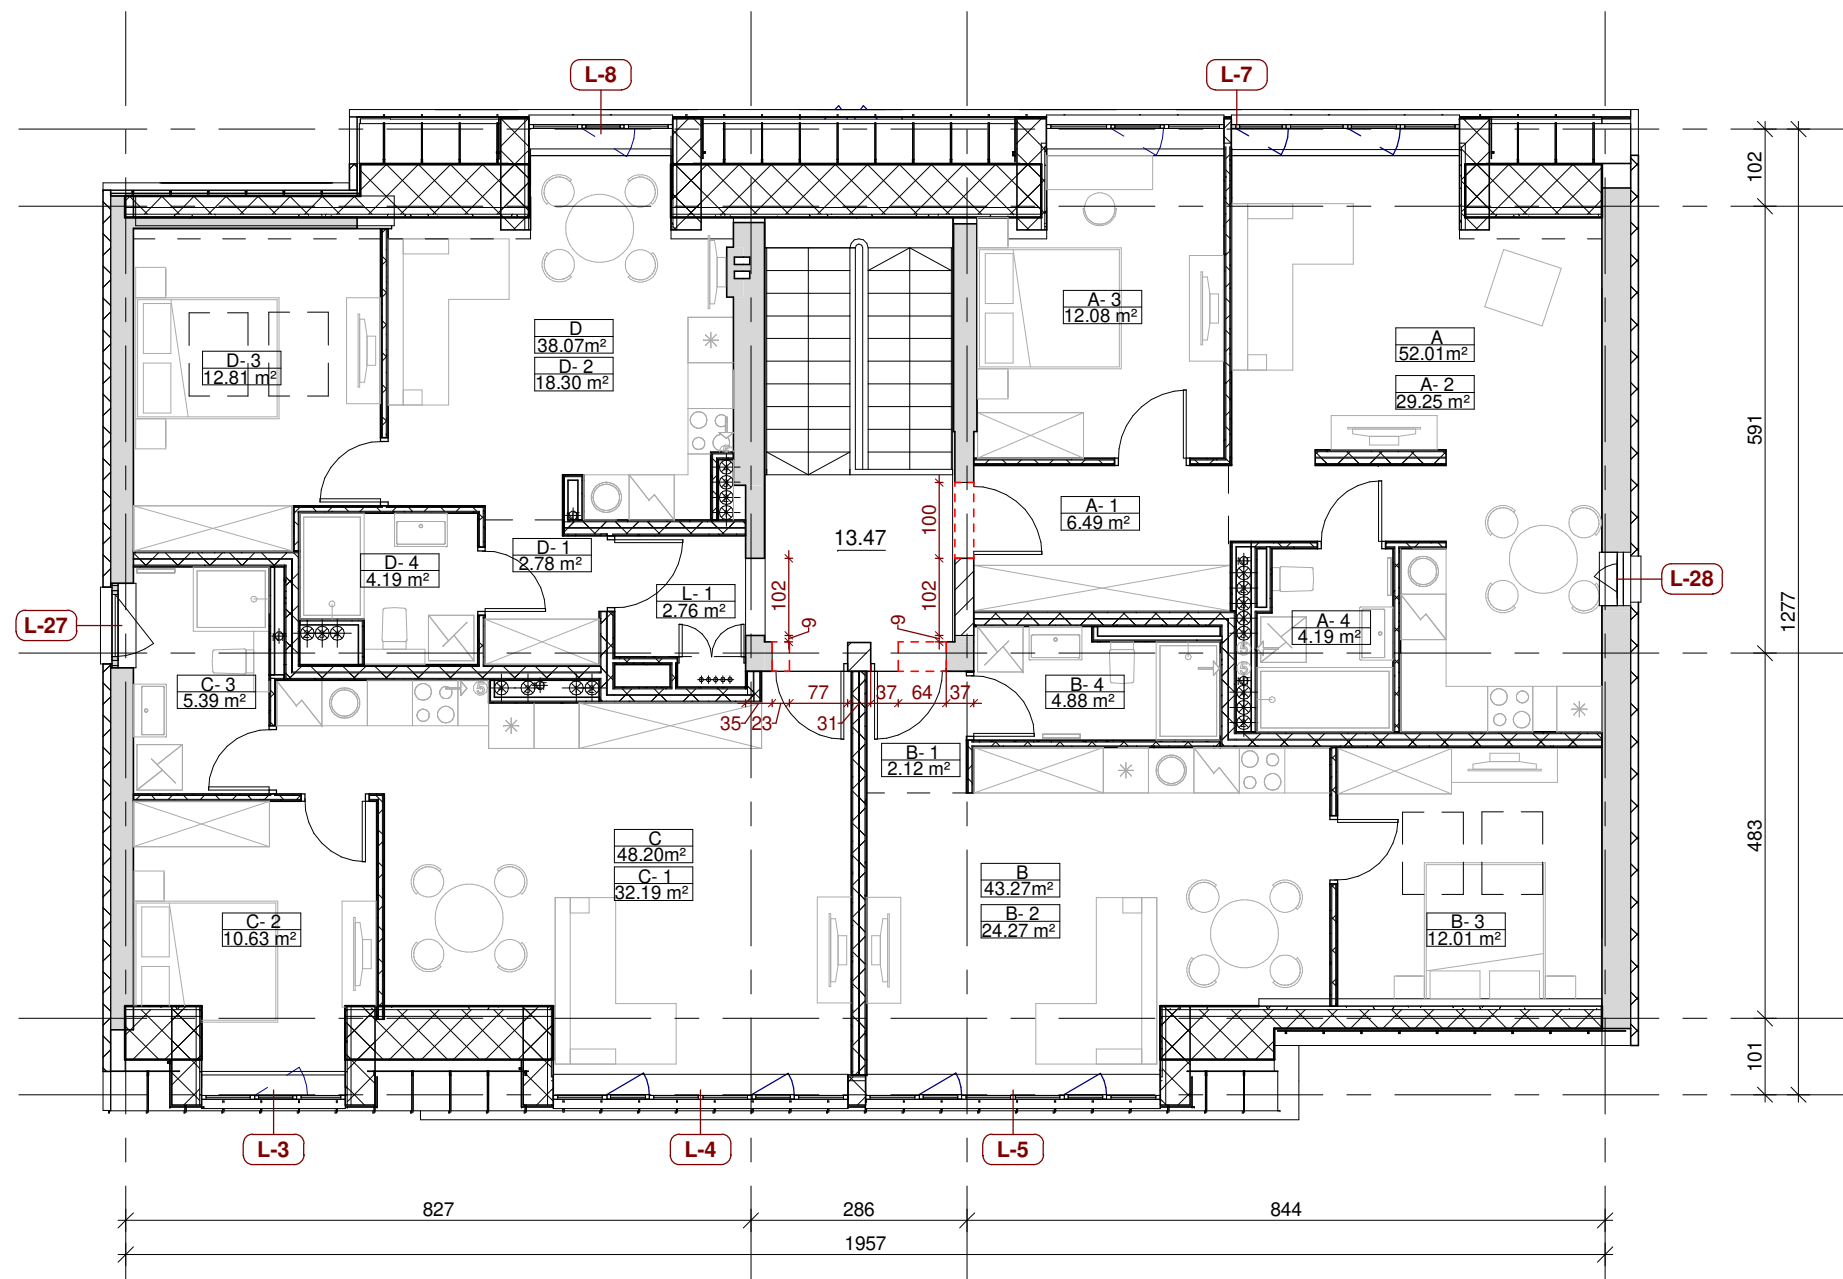 L-8
L-7
102
A- 3
12.08 m²
D
38.07m²
D- 2
18.30 m²
A
52.01m²
A- 2
29.25 m²
D- 3
12.81 m²
591
100
A- 1
6.49 m²
13.47
D- 1
2.78 m²
D- 4
4.19 m²
L-28
L- 1
2.76 m²
102
102
1277
L-27
9
9
A- 4
4.19 m²
C- 3
5.39 m²
B- 4
4.88 m²
77
37
64
37
35
23
31
B- 1
2.12 m²
483
C
48.20m²
C- 1
32.19 m²
B
43.27m²
B- 2
24.27 m²
C- 2
10.63 m²
B- 3
12.01 m²
101
L-3
L-4
L-5
827
286
844
1957